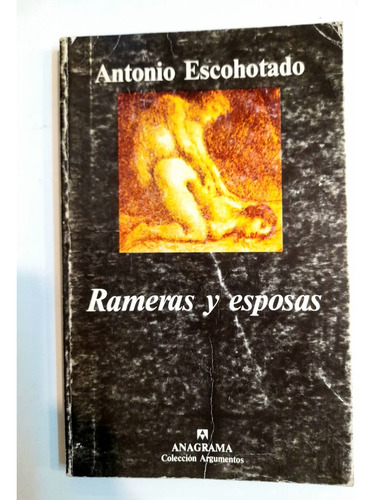 Antonio Escohotado
Rameras y esposas
ANAGRAMA
Colección Argumentos